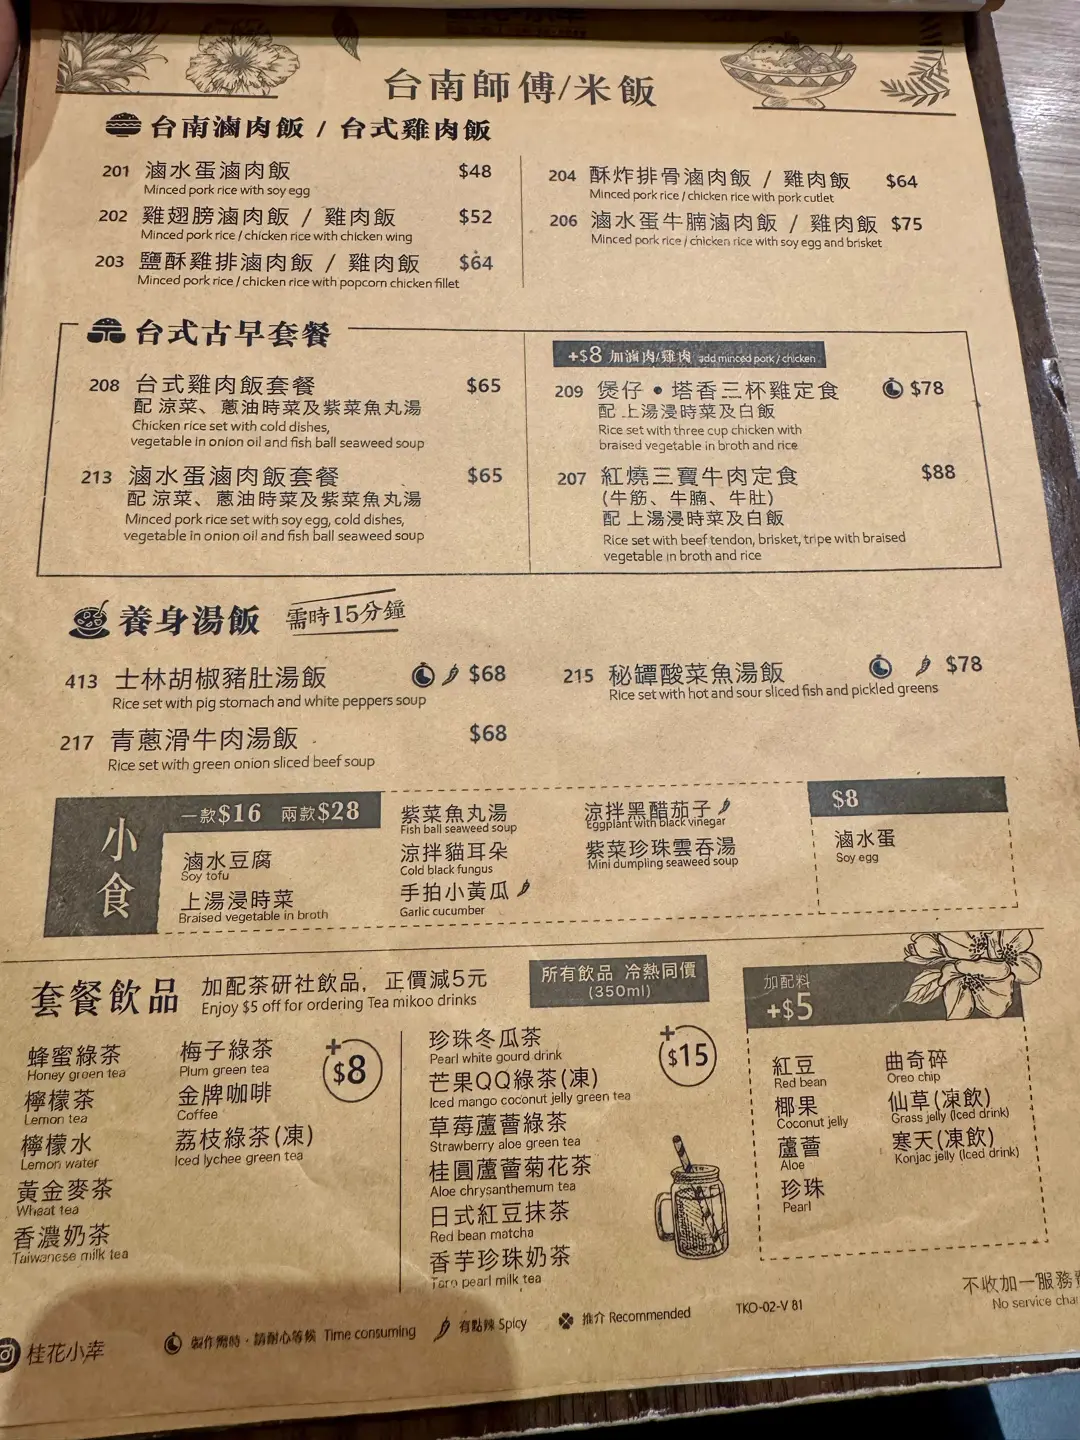 台南師傅/米飯
台南滷肉飯 / 台式雞肉飯
201 滷水蛋滷肉飯 $48
Minced pork rice with soy egg
202 雞翅膀滷肉飯 / 雞肉飯 $52
Minced pork rice / chicken rice with chicken wing
203 鹽酥雞排滷肉飯 / 雞肉飯 $64
Minced pork rice / chicken rice with popcorn chicken fillet
204 酥炸排骨滷肉飯 / 雞肉飯 $64
Minced pork rice / chicken rice with pork cutlet
206 滷水蛋牛腩滷肉飯 / 雞肉飯 $75
Minced pork rice / chicken rice with soy egg and brisket
台式古早套餐
208 台式雞肉飯套餐 $65
配 涼菜、蔥油時菜及紫菜魚丸湯
Chicken rice set with cold dishes,
vegetable in onion oil and fish ball seaweed soup
213 滷水蛋滷肉飯套餐 $65
配 涼菜、蔥油時菜及紫菜魚丸湯
Minced pork rice set with soy egg, cold dishes,
vegetable in onion oil and fish ball seaweed soup
+$8 加滷肉/雞肉 add minced pork / chicken
209 煲仔•塔香三杯雞定食 $78
配 上湯浸時菜及白飯
Rice set with three cup chicken with
braised vegetable in broth and rice
207 紅燒三寶牛肉定食 $88
(牛筋、牛腩、牛肚)
配 上湯浸時菜及白飯
Rice set with beef tendon, brisket, tripe with braised
vegetable in broth and rice
養身湯飯 需時15分鐘
413 士林胡椒豬肚湯飯 $68
Rice set with pig stomach and white peppers soup
217 青蔥滑牛肉湯飯 $68
Rice set with green onion sliced beef soup
215 秘罈酸菜魚湯飯 $78
Rice set with hot and sour sliced fish and pickled greens
小食
一款$16 兩款$28
滷水豆腐
Soy tofu
上湯浸時菜
Braised vegetable in broth
紫菜魚丸湯
Fish ball seaweed soup
涼拌貓耳朵
Cold black fungus
手拍小黃瓜
Garlic cucumber
涼拌黑醋茄子
Eggplant with black vinegar
紫菜珍珠雲吞湯
Mini dumpling seaweed soup
$8
滷水蛋
Soy egg
套餐飲品 加配茶研社飲品, 正價減5元
Enjoy $5 off for ordering Tea mikoo drinks
所有飲品 冷熱同價
(350ml)
+$8
蜂蜜綠茶
Honey green tea
檸檬茶
Lemon tea
檸檬水
Lemon water
黃金麥茶
Wheat tea
香濃奶茶
Taiwanese milk tea
梅子綠茶
Plum green tea
金牌咖啡
Coffee
荔枝綠茶(凍)
Iced lychee green tea
+$15
珍珠冬瓜茶
Pearl white gourd drink
芒果QQ綠茶(凍)
Iced mango coconut jelly green tea
草莓蘆薈綠茶
Strawberry aloe green tea
桂圓蘆薈菊花茶
Aloe chrysanthemum tea
日式紅豆抹茶
Red bean matcha
香芋珍珠奶茶
Taro pearl milk tea
加配料
+$5
紅豆
Red bean
椰果
Coconut jelly
蘆薈
Aloe
珍珠
Pearl
曲奇碎
Oreo chip
仙草(凍飲)
Grass jelly (Iced drink)
寒天(凍飲)
Konjac jelly (Iced drink)
不收加一服務費
No service char
桂花小幸
製作需時,請耐心等候 Time consuming
有點辣 Spicy
推介 Recommended
TKO-02-V 81